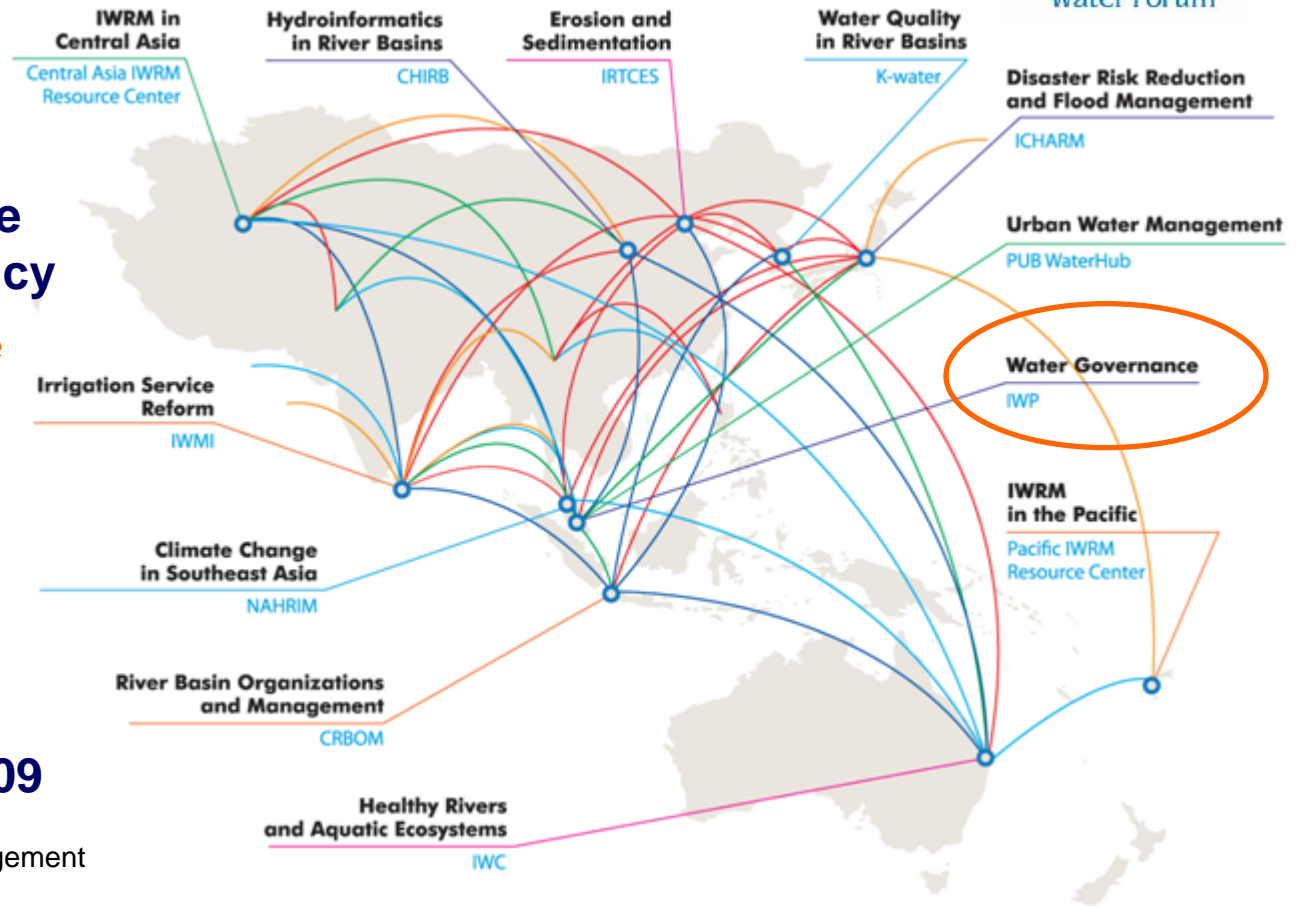 water Forum
IWRM in
Central Asia
Central Asia IWRM
Resource Center
Hydroinformatics
in River Basins
CHIRB
Erosion and
Sedimentation
IRTCES
Water Quality
in River Basins
K-water
Disaster Risk Reduction
and Flood Management
ICHARM
Urban Water Management
PUB WaterHub
Water Governance
IWP
IWRM
in the Pacific
Pacific IWRM
Resource Center
e
cy
e
Irrigation Service
Reform
IWMI
Climate Change
in Southeast Asia
NAHRIM
River Basin Organizations
and Management
CRBOM
09
Healthy Rivers
and Aquatic Ecosystems
IWC
gement